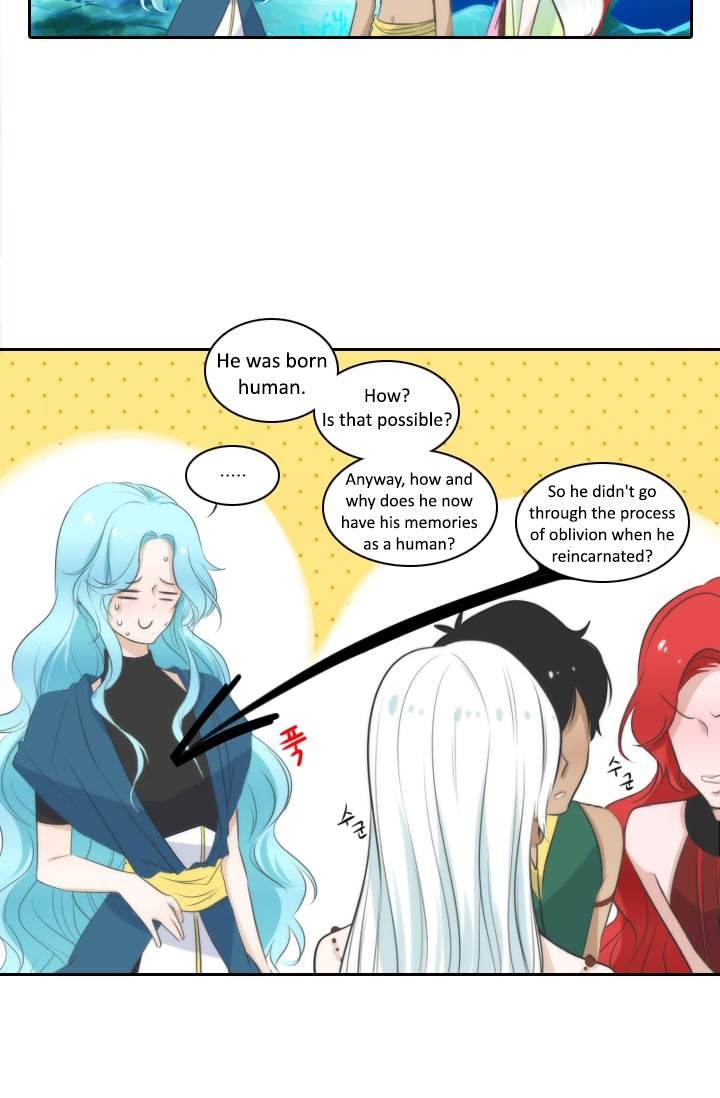 He was born
human.
How?
Is that possible?
.....
Anyway, how and
why does he now
have his memories
as a human?
So he didn't go
through the process
of oblivion when he
reincarnated?
푹
수군
수군